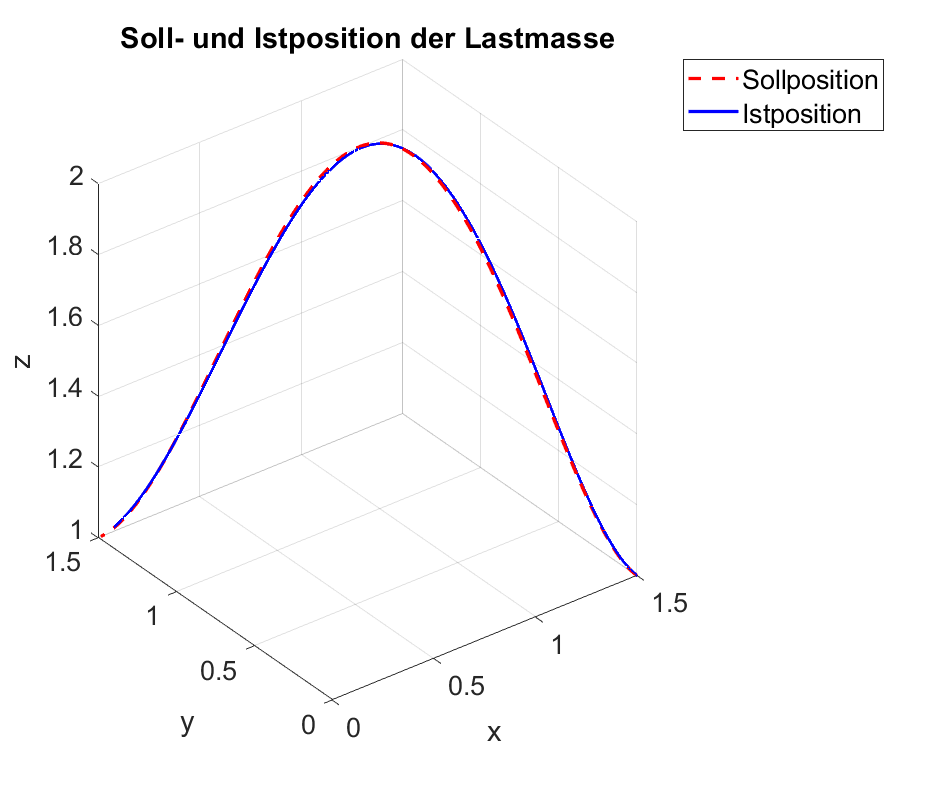 Soll- und Istposition der Lastmasse
Sollposition
Istposition
2
1.8
1.6
1.4
1.2
1
z
1.5
1
0.5
0
y
0
0.5
1
1.5
x